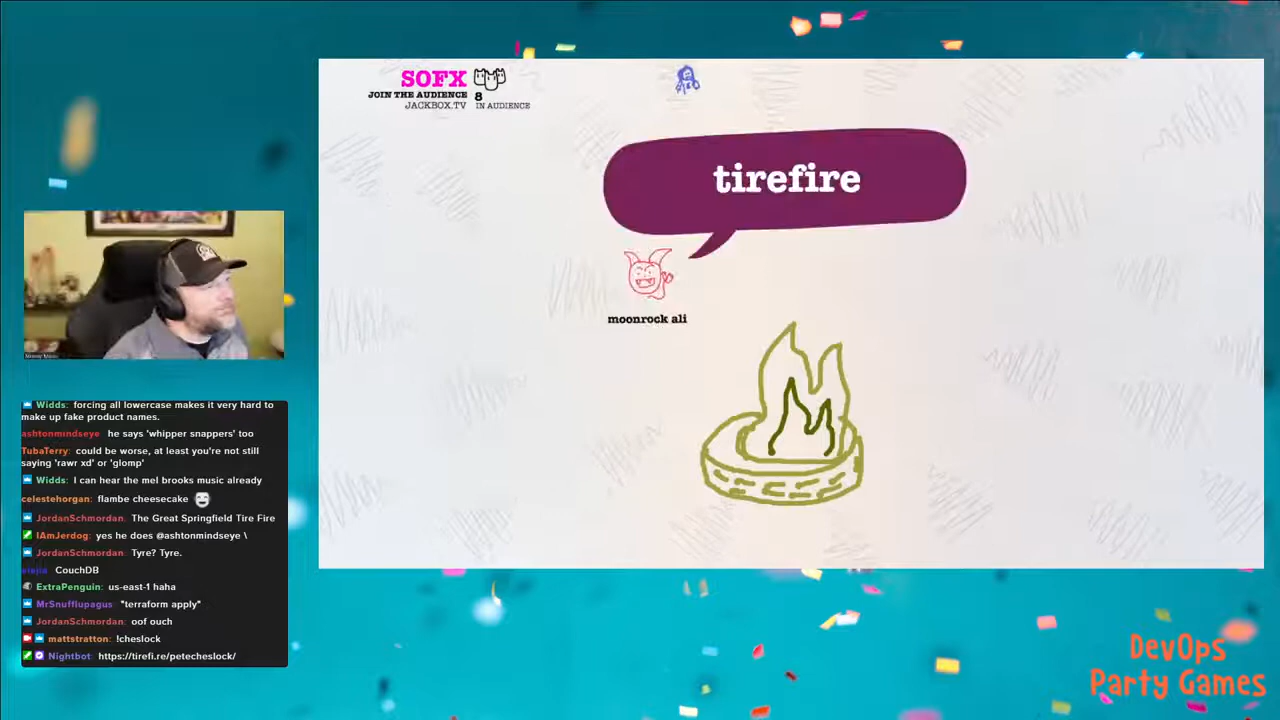 SOFX
JOIN THE AUDIENCE
JACKBOX.TV
8
IN AUDIENCE
tirefire
moonrock ali
Widds: forcing all lowercase makes it very hard to
make up fake product names.
ashtonmindseye he says 'whipper snappers' too
TubaTerry: could be worse, at least you're not still
saying 'rawr xd' or 'glomp'
Widds: I can hear the mel brooks music already
celestehorgan: flambe cheesecake
JordanSchmordan: The Great Springfield Tire Fire
IAmJerdog: yes he does @ashtonmindseye \
JordanSchmordan: Tyre? Tyre.
CouchDB
ExtraPenguin: us-east-1 haha
MrSnufflupagus: "terraform apply"
JordanSchmordan: oof ouch
mattstratton: !cheslock
Nightbot: https://tirefi.re/petecheslock/
DevOps
Party Games